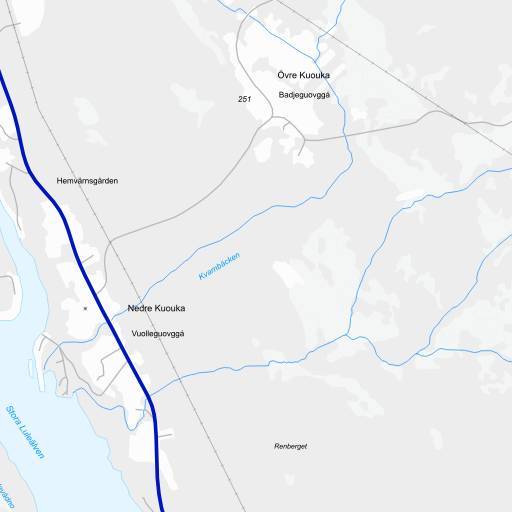 Övre Kuouka
Badjeguovggá
251
Hemvärnsgården
Kvarnbäcken
Nedre Kuouka
Vuolleguovggá
Stora Luleälven
Renberget